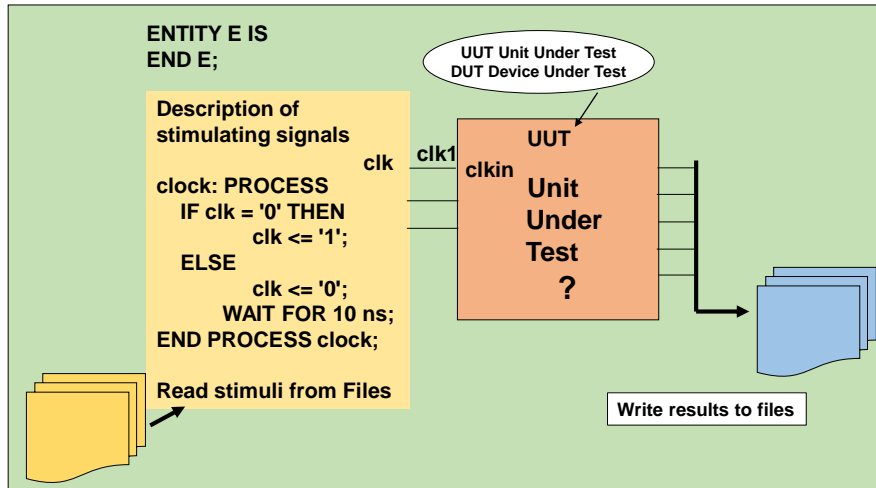 ENTITY E IS
END E;
UUT Unit Under Test
DUT Device Under Test
Description of
stimulating signals
clk
clk1
clkin
UUT
Unit
Under
Test
?
clock: PROCESS
IF clk = '0' THEN
clk <= '1';
ELSE
clk <= '0';
WAIT FOR 10 ns;
END PROCESS clock;
Read stimuli from Files
Write results to files